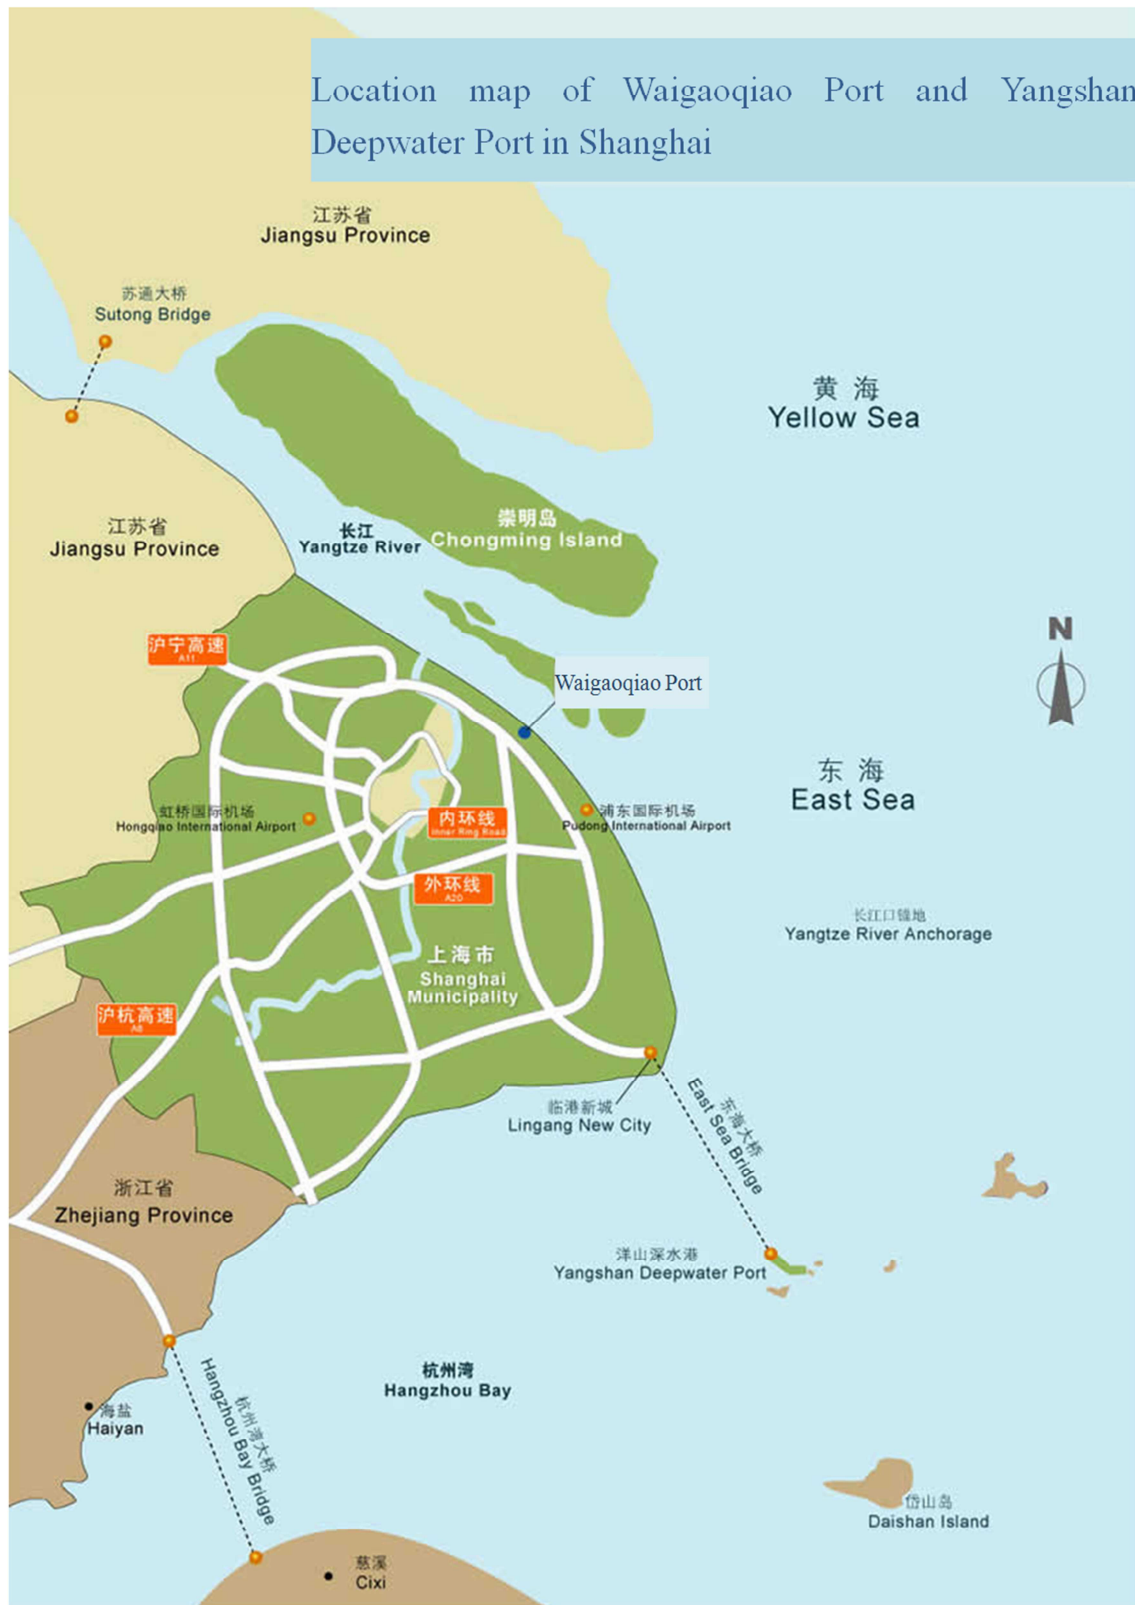 Location map of Waigaoqiao Port and Yangshan
Deepwater Port in Shanghai
江苏省
Jiangsu Province
苏通大桥
Sutong Bridge
黄 海
Yellow Sea
崇明岛
Chongming Island
长江
Yangtze River
江苏省
Jiangsu Province
N
沪宁高速
A11
Waigaoqiao Port
东 海
East Sea
虹桥国际机场
Hongqiao International Airport
内环线
Inner Ring Road
浦东国际机场
Pudong International Airport
外环线
A20
长江口锚地
Yangtze River Anchorage
上海市
Shanghai
Municipality
沪杭高速
A8
临港新城
Lingang New City
东海大桥
East Sea Bridge
浙江省
Zhejiang Province
洋山深水港
Yangshan Deepwater Port
杭州湾
Hangzhou Bay
杭州湾大桥
Hangzhou Bay Bridge
海盐
Haiyan
岱山岛
Daishan Island
慈溪
Cixi